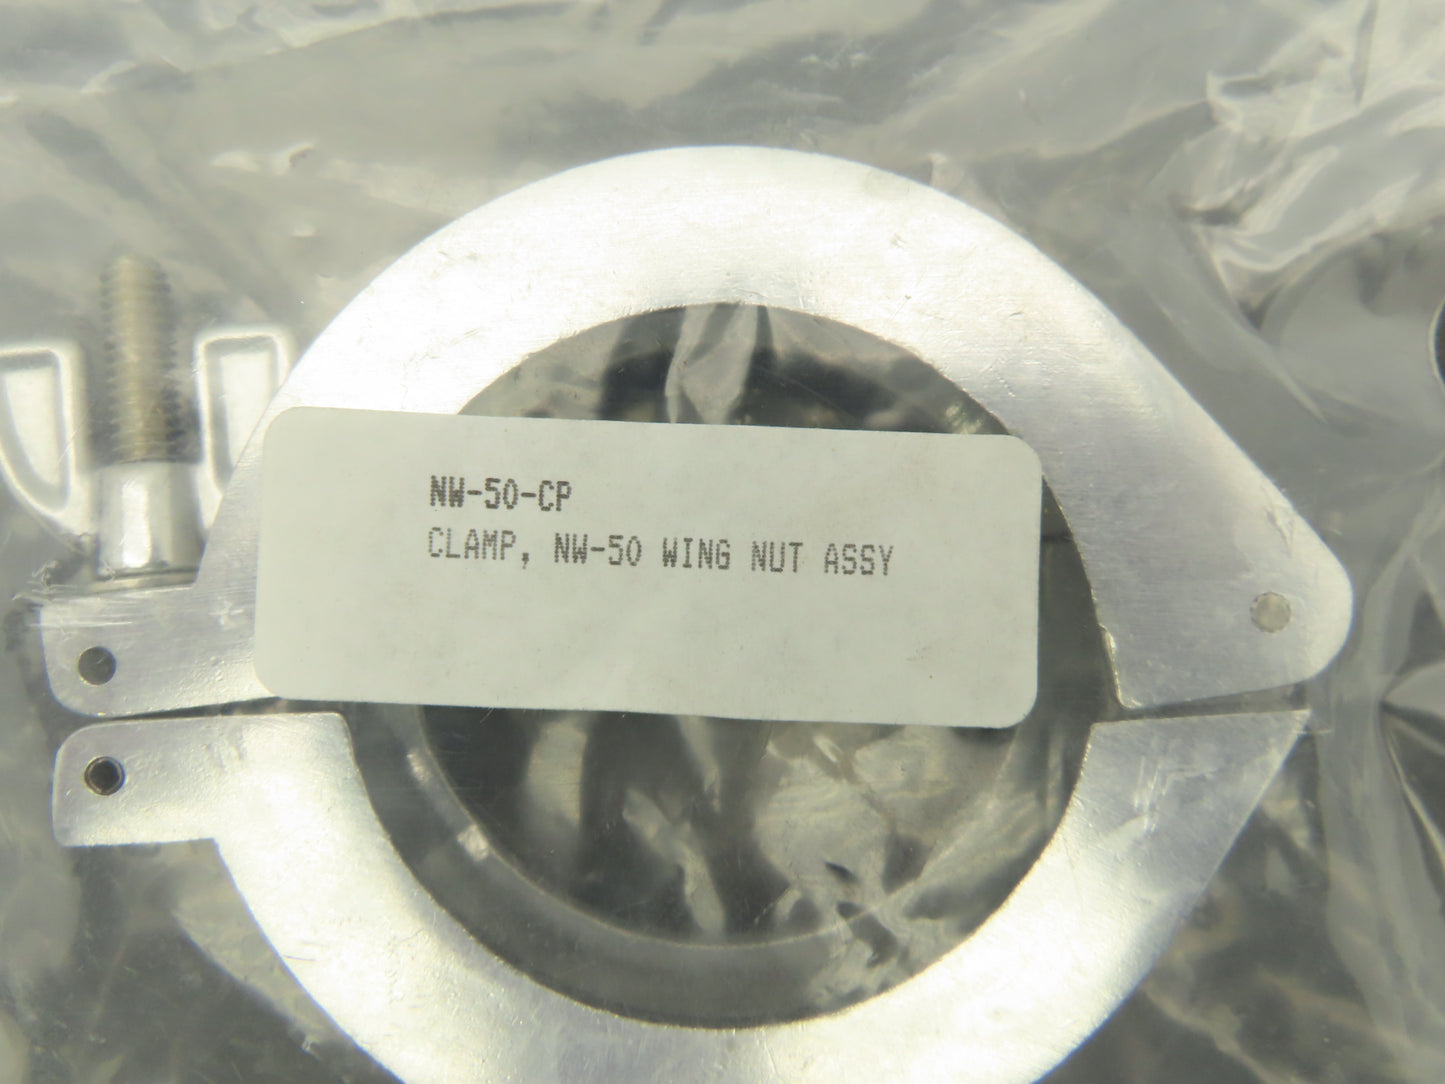 NW-50-CP
CLAMP, NW-50 WING NUT ASSY